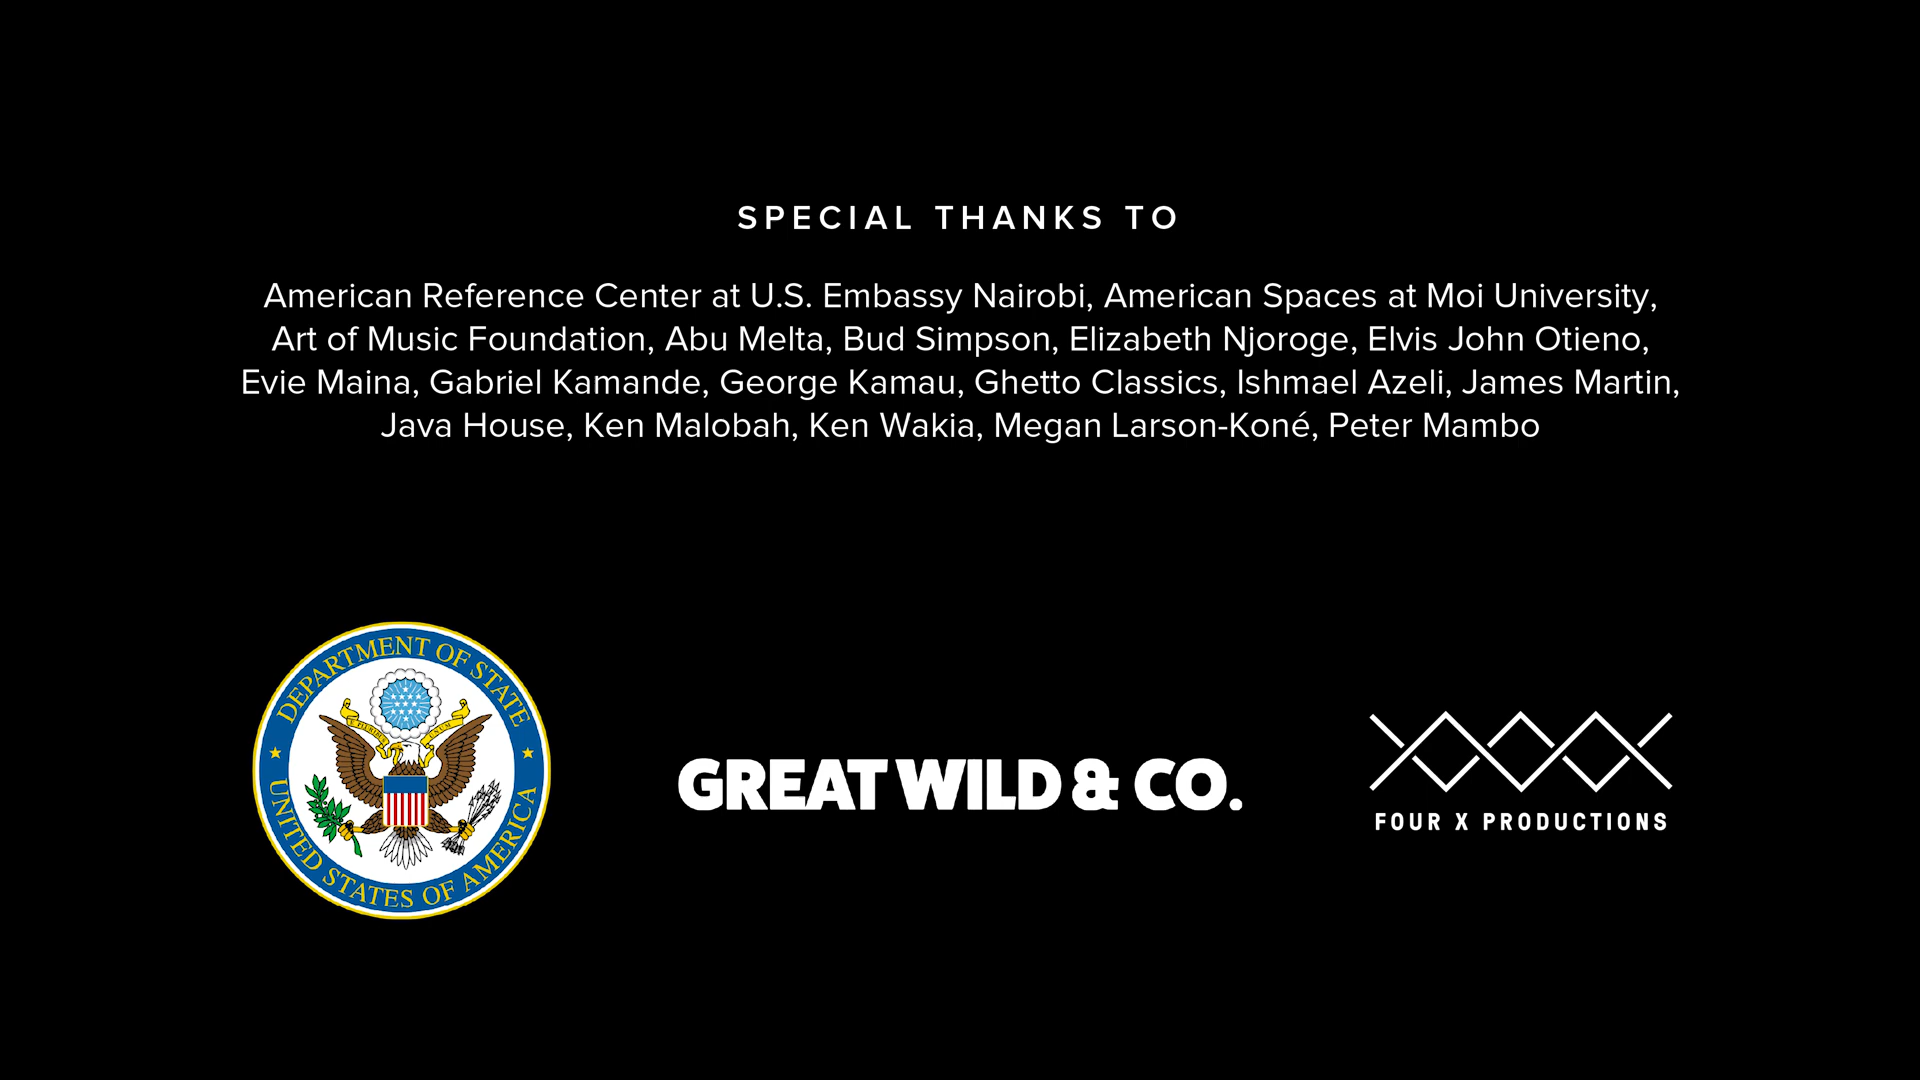 SPECIAL THANKS TO
American Reference Center at U.S. Embassy Nairobi, American Spaces at Moi University,
Art of Music Foundation, Abu Melta, Bud Simpson, Elizabeth Njoroge, Elvis John Otieno,
Evie Maina, Gabriel Kamande, George Kamau, Ghetto Classics, Ishmael Azeli, James Martin,
Java House, Ken Malobah, Ken Wakia, Megan Larson-Koné, Peter Mambo
DEPARTMENT OF STATE
E PLURIBUS UNUM
UNITED STATES OF AMERICA
GREAT WILD & CO.
FOUR X PRODUCTIONS